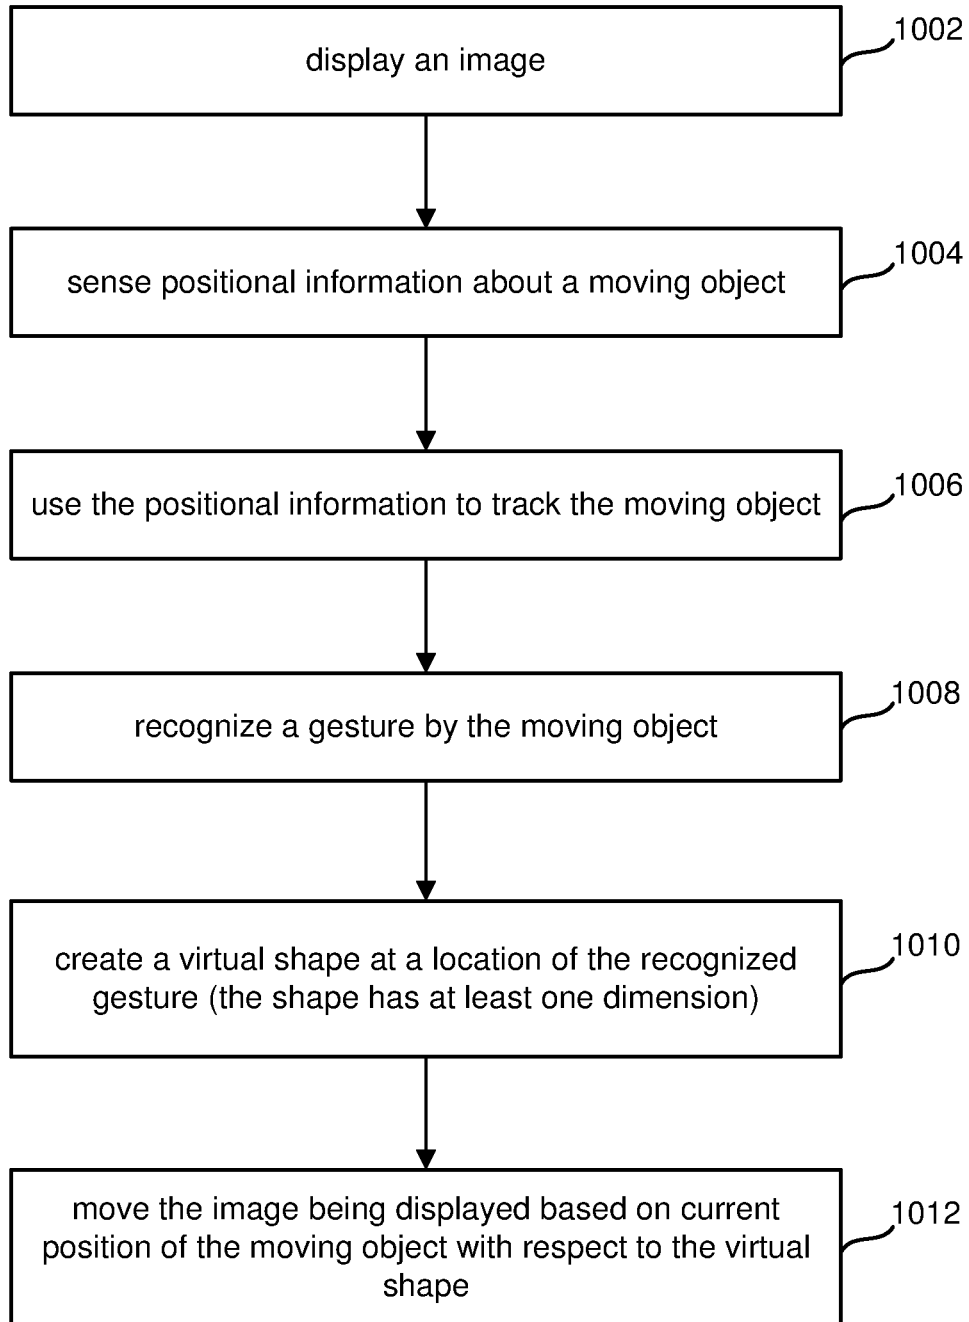 display an image
1002
sense positional information about a moving object
1004
use the positional information to track the moving object
1006
recognize a gesture by the moving object
1008
create a virtual shape at a location of the recognized
gesture (the shape has at least one dimension)
1010
move the image being displayed based on current
position of the moving object with respect to the virtual
shape
1012